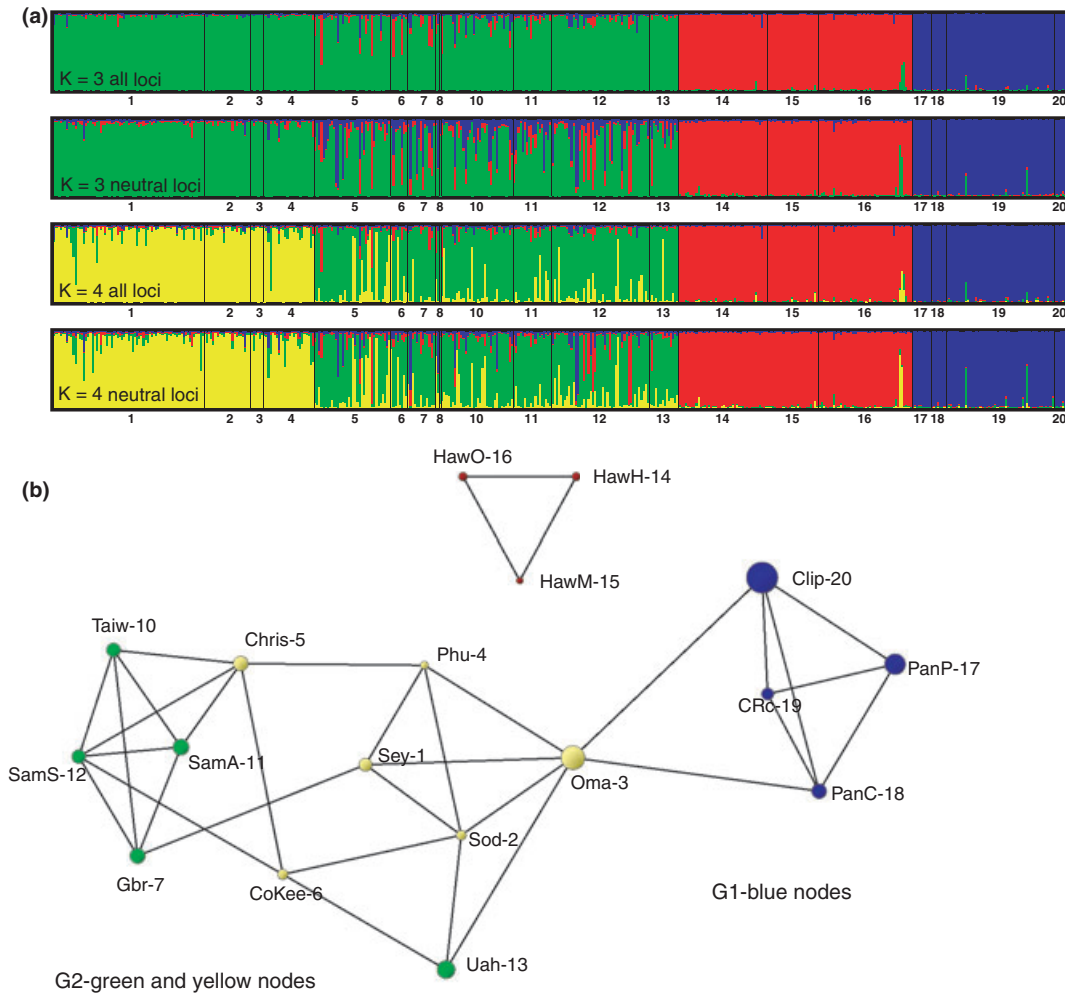 (a)
K = 3 all loci
1 2 3 4 5 6 7 8 10 11 12 13 14 15 16 17 18 19 20
K = 3 neutral loci
1 2 3 4 5 6 7 8 10 11 12 13 14 15 16 17 18 19 20
K = 4 all loci
1 2 3 4 5 6 7 8 10 11 12 13 14 15 16 17 18 19 20
K = 4 neutral loci
1 2 3 4 5 6 7 8 10 11 12 13 14 15 16 17 18 19 20
(b)
HawO-16
HawH-14
HawM-15
Clip-20
Taiw-10
Chris-5
Phu-4
PanP-17
CRc-19
SamA-11
SamS-12
Sey-1
Oma-3
PanC-18
Sod-2
Gbr-7
CoKee-6
G1-blue nodes
Uah-13
G2-green and yellow nodes